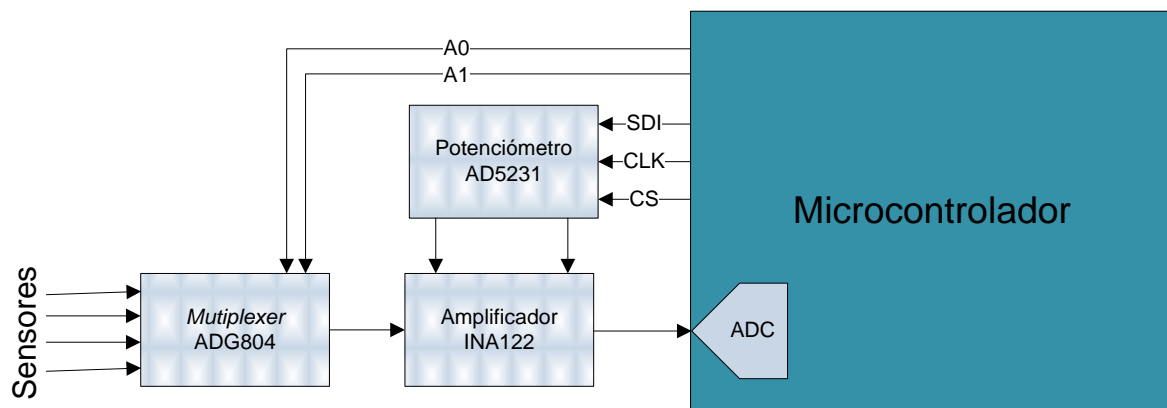 A0
A1
SDI
CLK
CS
Potenciómetro
AD5231
Microcontrolador
Sensores
Mutiplexer
ADG804
Amplificador
INA122
ADC